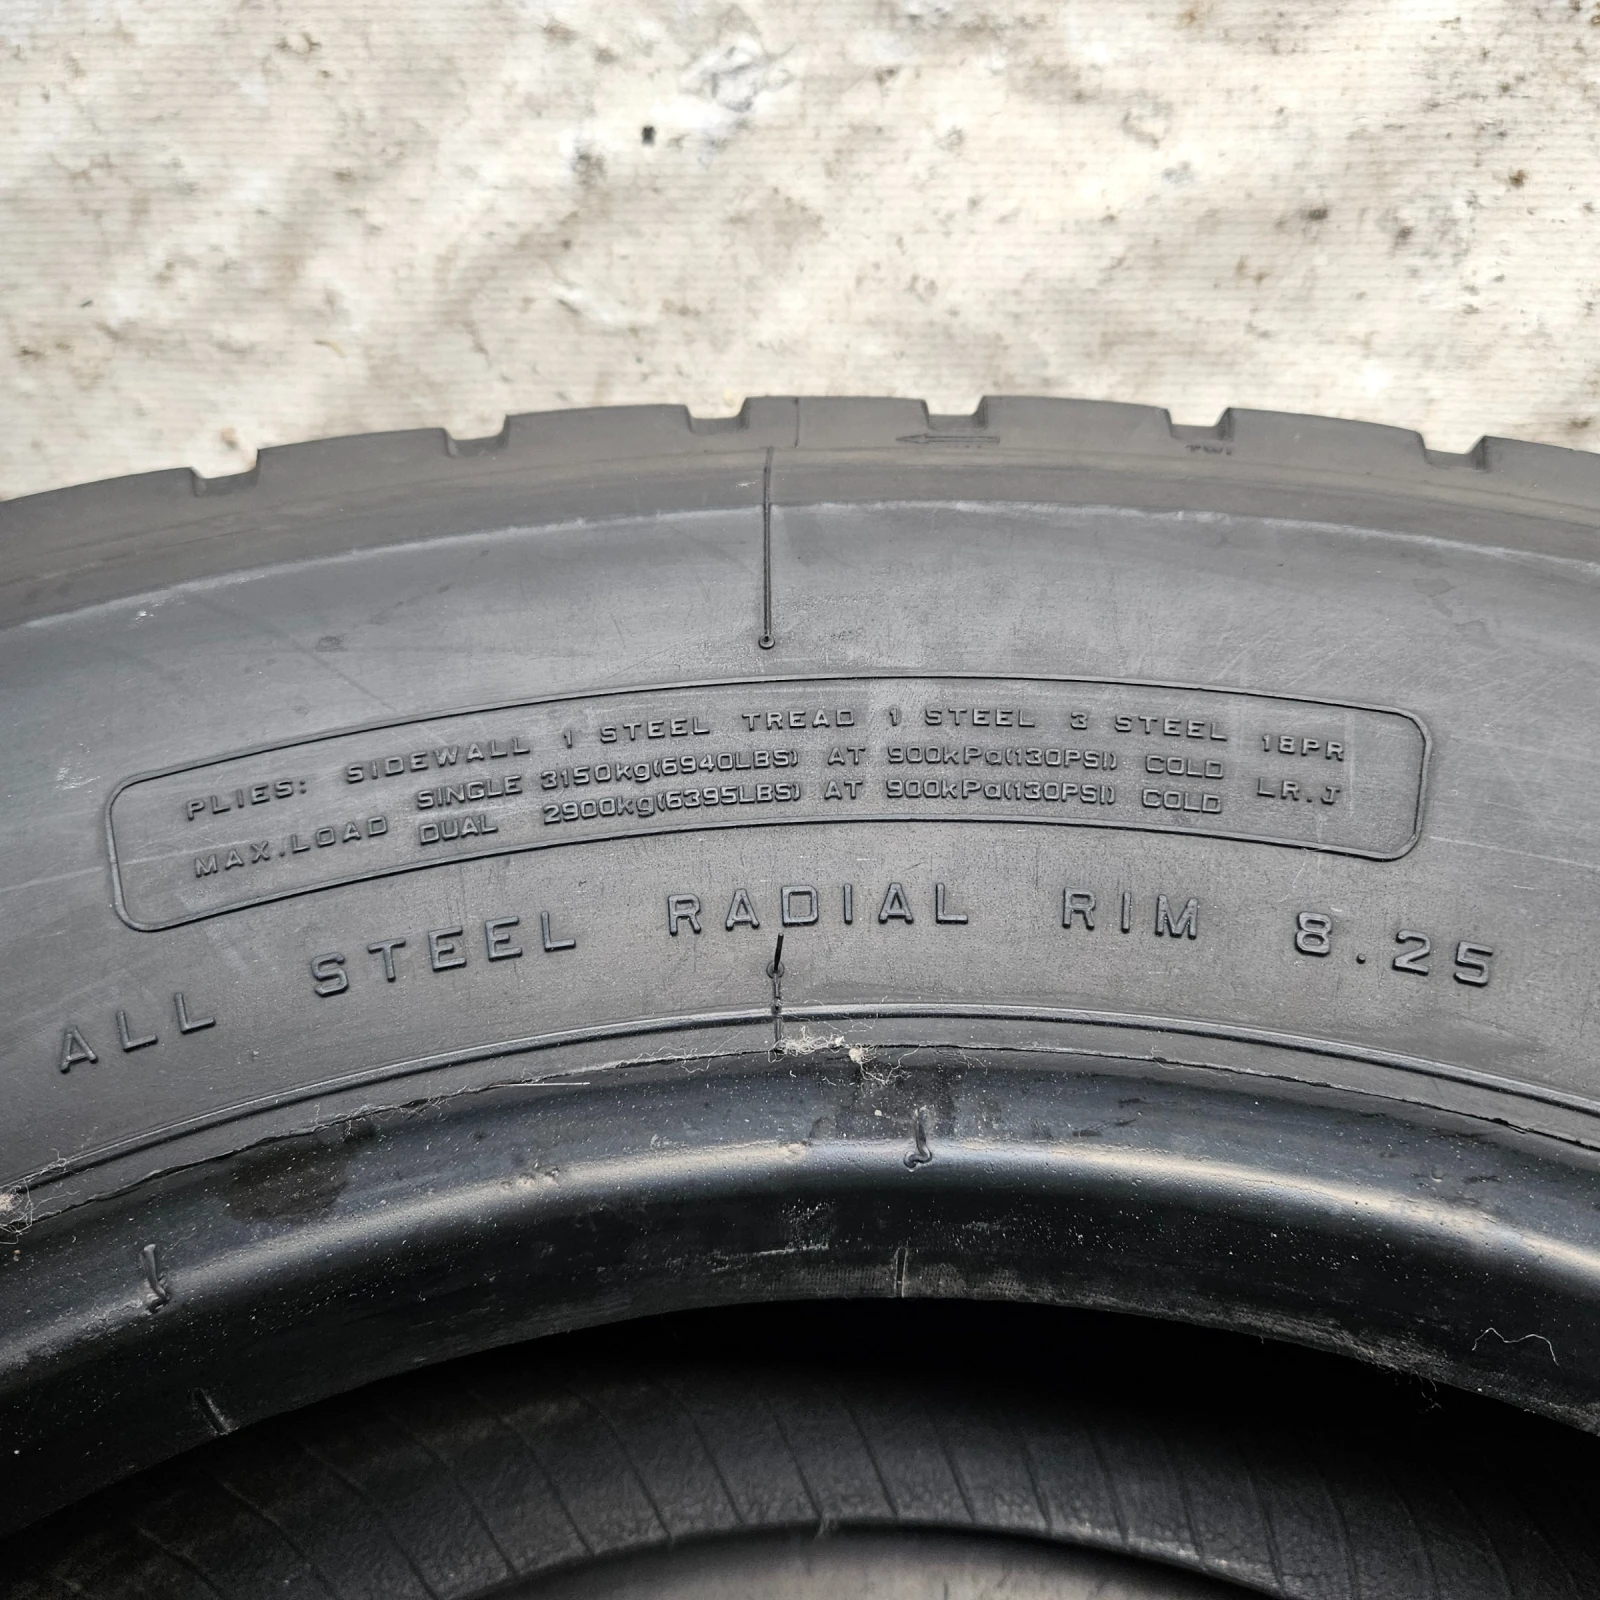 PLIES: SIDEWALL 1 STEEL TREAD 1 STEEL 3 STEEL 18PR
MAX.LOAD SINGLE 3150kg(6940LBS) AT 900kPa(130PSI) COLD LR.J
DUAL 2900kg(6395LBS) AT 900kPa(130PSI) COLD
ALL STEEL RADIAL RIM 8.25